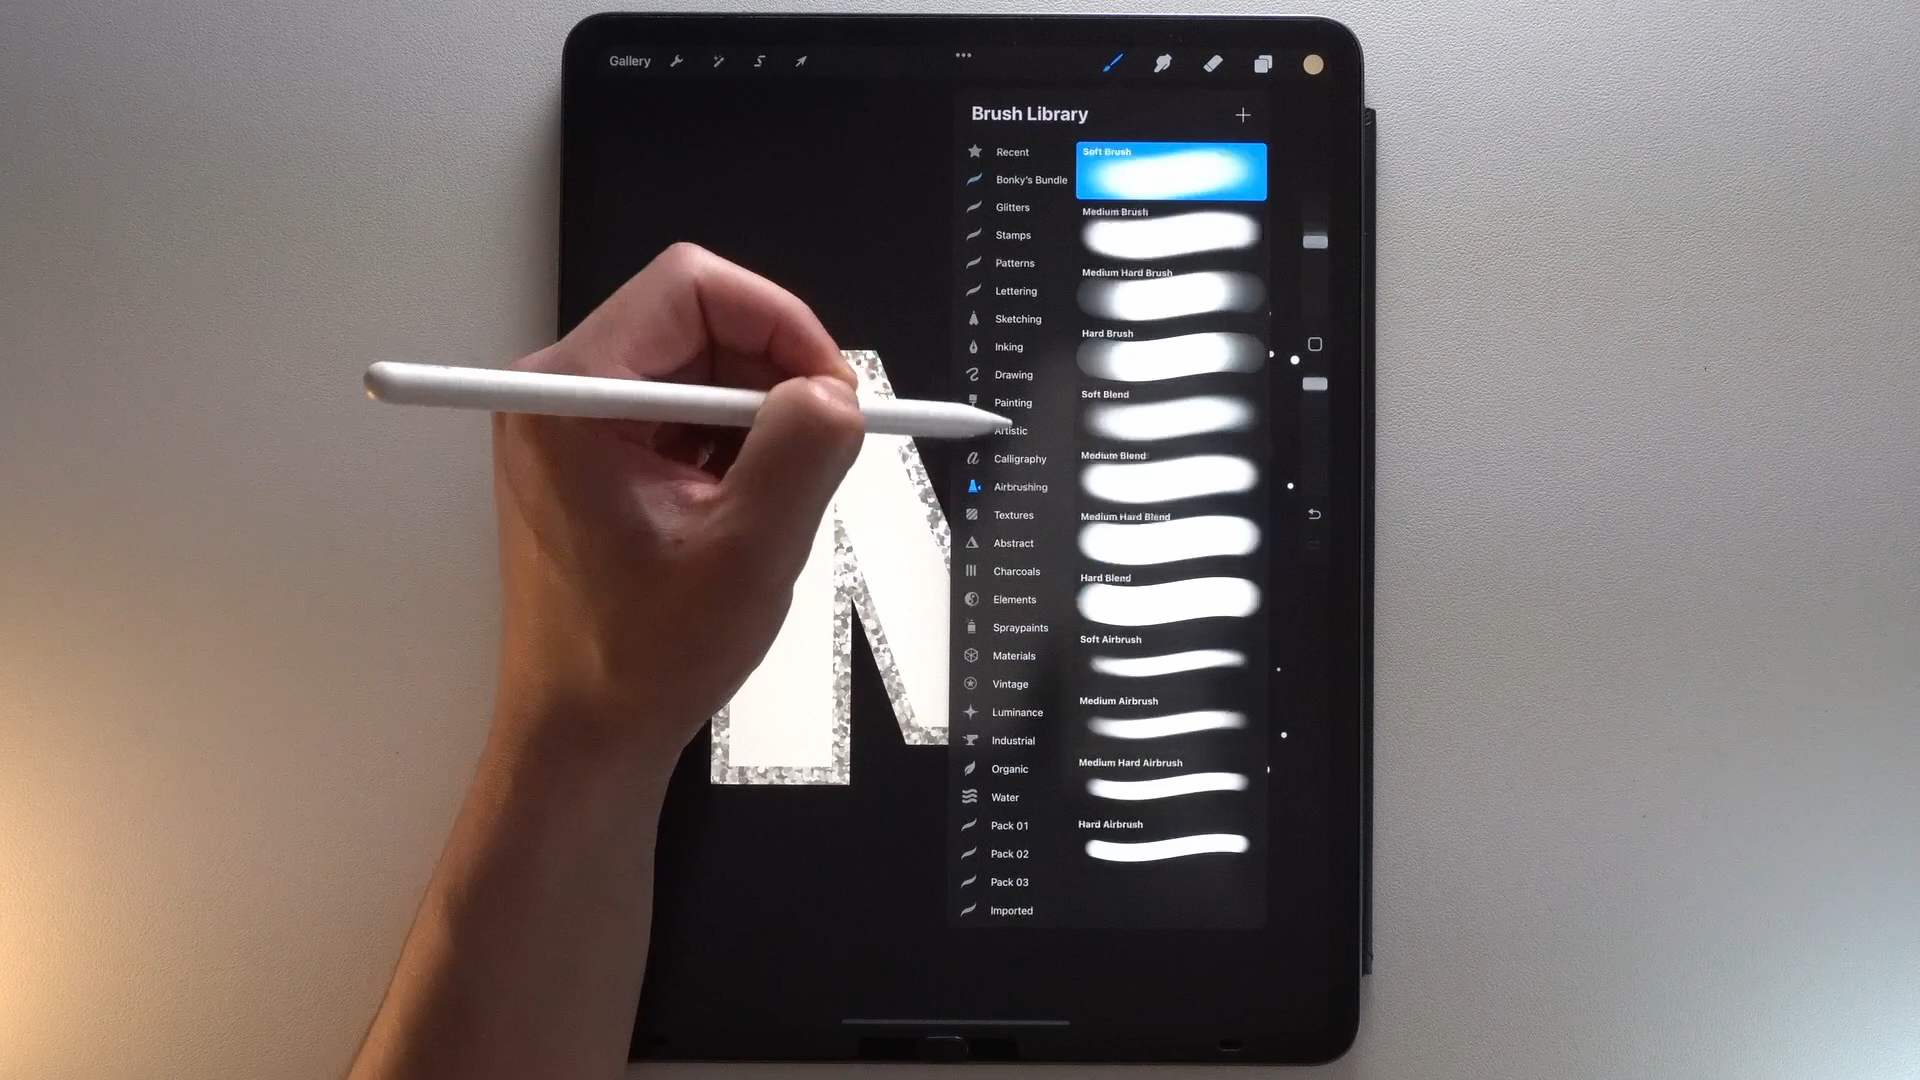 Gallery
Brush Library
Recent
Bonky's Bundle
Glitters
Stamps
Patterns
Lettering
Sketching
Inking
Drawing
Painting
Artistic
Calligraphy
Airbrushing
Textures
Abstract
Charcoals
Elements
Spraypaints
Materials
Vintage
Luminance
Industrial
Organic
Water
Pack 01
Pack 02
Pack 03
Imported
Soft Brush
Medium Brush
Medium Hard Brush
Hard Brush
Soft Blend
Medium Blend
Medium Hard Blend
Hard Blend
Soft Airbrush
Medium Airbrush
Medium Hard Airbrush
Hard Airbrush